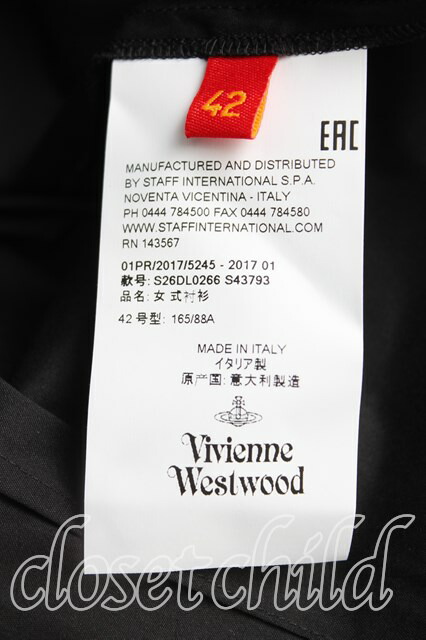 42
EAC
MANUFACTURED AND DISTRIBUTED
BY STAFF INTERNATIONAL S.P.A.
NOVENTA VICENTINA - ITALY
PH 0444 784500 FAX 0444 784580
WWW.STAFFINTERNATIONAL.COM
RN 143567
01PR/2017/5245 - 2017 01
款号: S26DL0266 S43793
品名: 女式衬衫
42号型: 165/88A
MADE IN ITALY
イタリア製
原产国: 意大利製造
Vivienne
Westwood
closet child